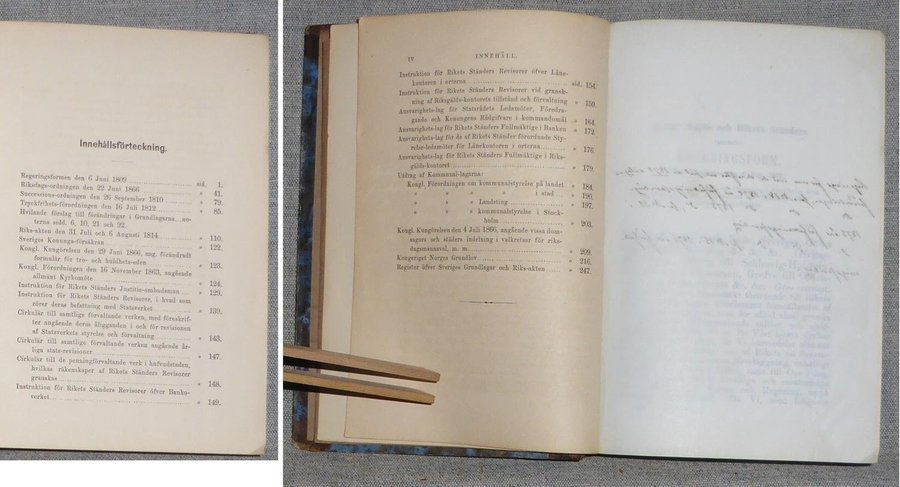 Innehållsförteckning.
Regeringsformen den 6 Juni 1809 sid. 1.
Riksdags-ordningen den 22 Juni 1866 » 41.
Successions-ordningen den 26 September 1810 » 79.
Tryckfrihets-förordningen den 16 Juli 1812 » 85.
Hvilande förslag till förändringar i Grundlagarna...no-
terna sidd. 6, 10, 21 och 92.
Riks-akten den 31 Juli och 6 Augusti 1814 » 110.
Sveriges Konunga-försäkran » 122.
Kongl. Kungörelsen den 29 Juni 1866, ang. förändradt
formulär för tro- och huldhets-eden » 123.
Kongl. Förordningen den 16 November 1863, angående
allmänt Kyrkomöte » 124.
Instruktion för Rikets Ständers Justitie-ombudsman » 129.
Instruktion för Rikets Ständers Revisorer, i hvad som
rörer deras befattning med Statsverket » 139.
Cirkulär till samtlige förvaltande verken, med föreskrif-
ter angående deras åligganden i och för revisionen
af Statsverkets styrelse och förvaltning » 143.
Cirkulär till samtlige förvaltande verken angående år-
liga stats-revisioner » 147.
Cirkulär till de penningförvaltande verk i hufvudstaden,
hvilkas räkenskaper af Rikets Ständers Revisorer
granskas » 148.
Instruktion för Rikets Ständers Revisorer öfver Banko-
verket » 149.
IV INNEHÅLL.
Instruktion för Rikets Ständers Revisorer öfver Låne-
kontoren i orterna sid. 154.
Instruktion för Rikets Ständers Revisorer vid gransk-
ning af Riksgälds-kontorets tillstånd och förvaltning » 159.
Ansvarighets-lag för Statsrådets Ledamöter, Föredra-
gande och Konungens Rådgifvare i kommandomål » 164.
Ansvarighets-lag för Rikets Ständers Fullmäktige i Banken » 172.
Ansvarighets-lag för de af Rikets Ständer förordnade Sty-
relse-ledamöter för Lånekontoren i orterna » 176.
Ansvarighets-lag för Rikets Ständers Fullmäktige i Riks-
gälds-kontoret » 179.
Utdrag af Kommunal-lagarna:
Kongl. Förordningen om kommunalstyrelse på landet » 184.
» » » i stad » 190.
» » » Landsting » 197.
» » » kommunalstyrelse i Stock-
holm » 203.
Kongl. Kungörelsen den 4 Juli 1866, angående vissa dom-
sagors och städers indelning i valkretsar för riks-
dagsmannaval, m. m. » 209.
Kongeriget Norges Grundlov » 216.
Register öfver Sveriges Grundlagar och Riks-akten » 247.